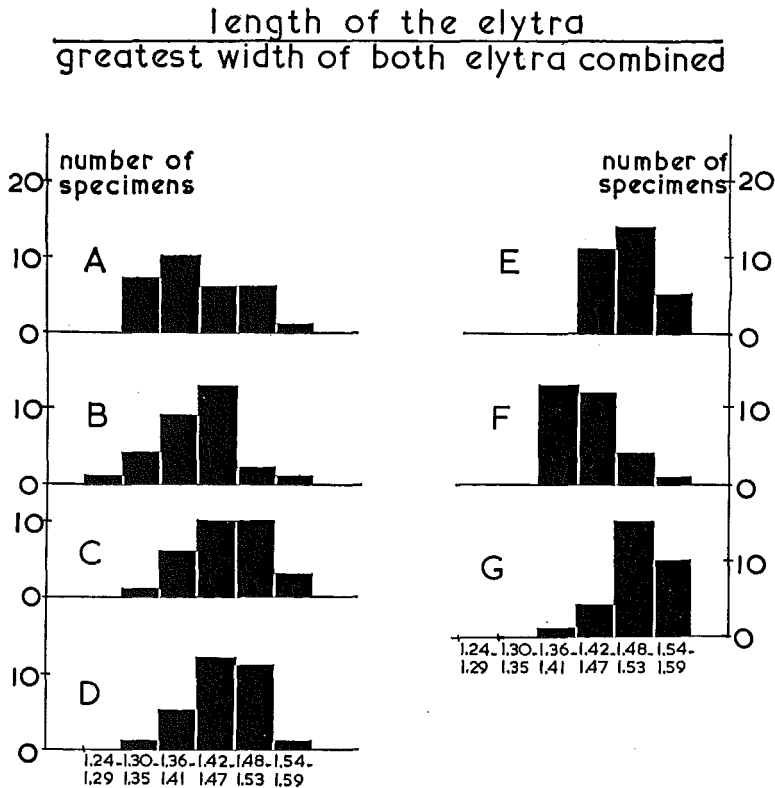 length of the elytra
greatest width of both elytra combined
number of
specimens
20
10
0
A
10
0
B
10
0
C
10
0
D
1.24- 1.30- 1.36- 1.42- 1.48- 1.54-
1.29 1.35 1.41 1.47 1.53 1.59
number of
specimens
20
10
0
E
10
0
F
10
0
G
1.24- 1.30- 1.36- 1.42- 1.48- 1.54-
1.29 1.35 1.41 1.47 1.53 1.59